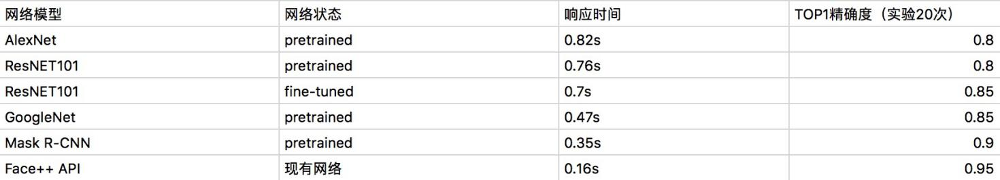 网络模型 网络状态 响应时间 TOP1精确度（实验20次）
AlexNet pretrained 0.82s 0.8
ResNET101 pretrained 0.76s 0.8
ResNET101 fine-tuned 0.7s 0.85
GoogleNet pretrained 0.47s 0.85
Mask R-CNN pretrained 0.35s 0.9
Face++ API 现有网络 0.16s 0.95